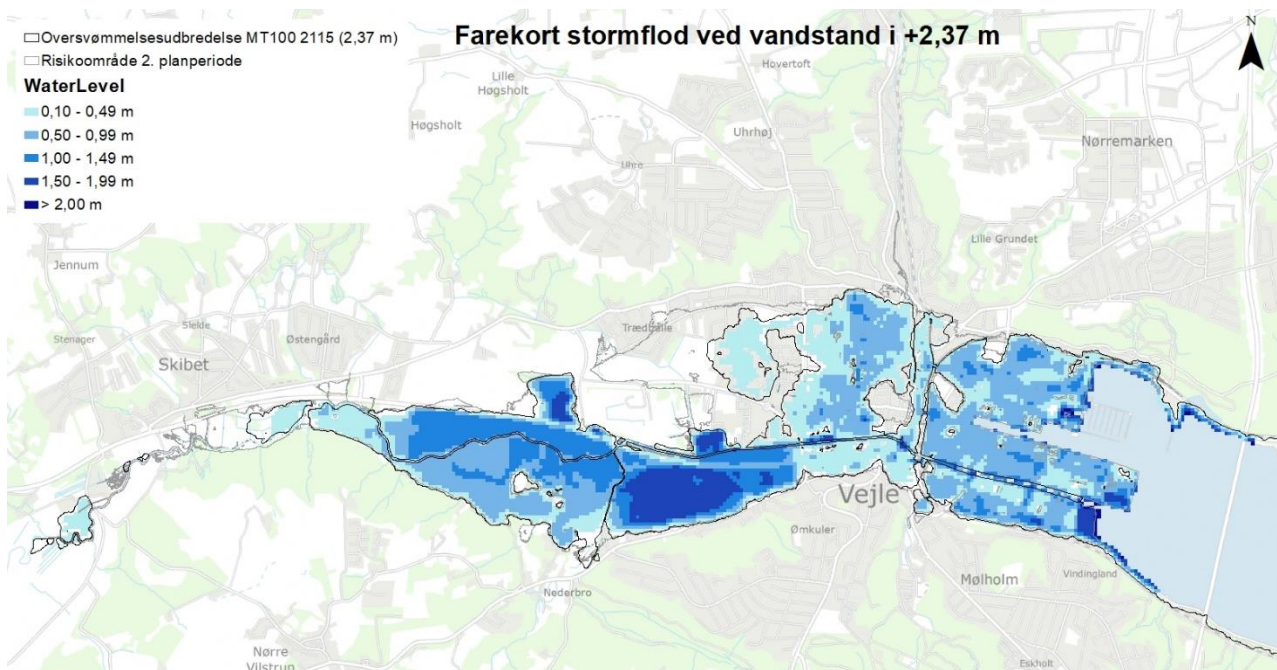 Oversvømmelsesudbredelse MT100 2115 (2,37 m)
Risikoområde 2. planperiode
WaterLevel
0,10 - 0,49 m
0,50 - 0,99 m
1,00 - 1,49 m
1,50 - 1,99 m
> 2,00 m
Farekort stormflod ved vandstand i +2,37 m
N
Hovertoft
Lille
Høgsholt
Høgsholt
Uhrhøj
Nørremarken
Uhre
Lille Grundet
Jennum
Slelde
Stenager
Østengård
Skibet
Trædballe
Vejle
Ømkuler
Mølholm
Vindingland
Nederbro
Nørre
Vilstrup
Eskholt